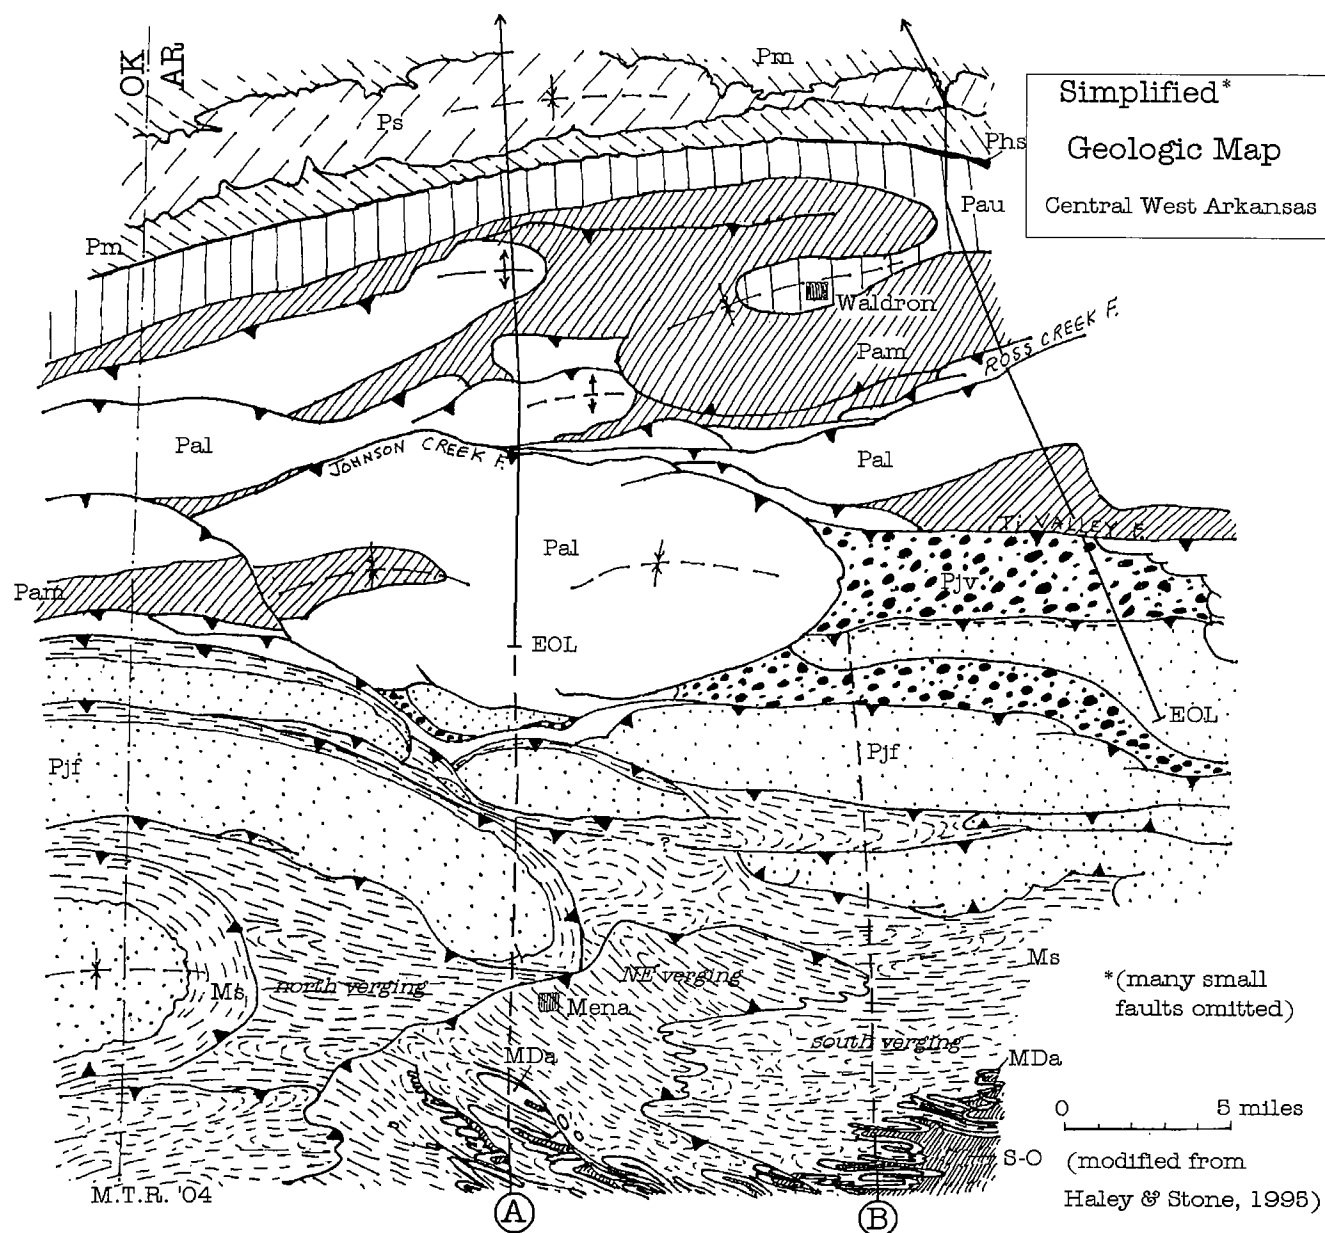 OK
AR.
Pm
Simplified*
Geologic Map
Central West Arkansas
Ps
Phs
Pau
Pm
Waldron
Pam
ROSS CREEK F.
Pal
JOHNSON CREEK F.
Pal
Ti VALLEY F.
Pal
Pjv
Pam
EOL
EOL
Pjf
Pjf
?
Ms
north verging
NE verging
Ms
*(many small
faults omitted)
Mena
south verging
MDa
MDa
0 5 miles
S-O
(modified from
Haley & Stone, 1995)
M.T.R. '04
A
B